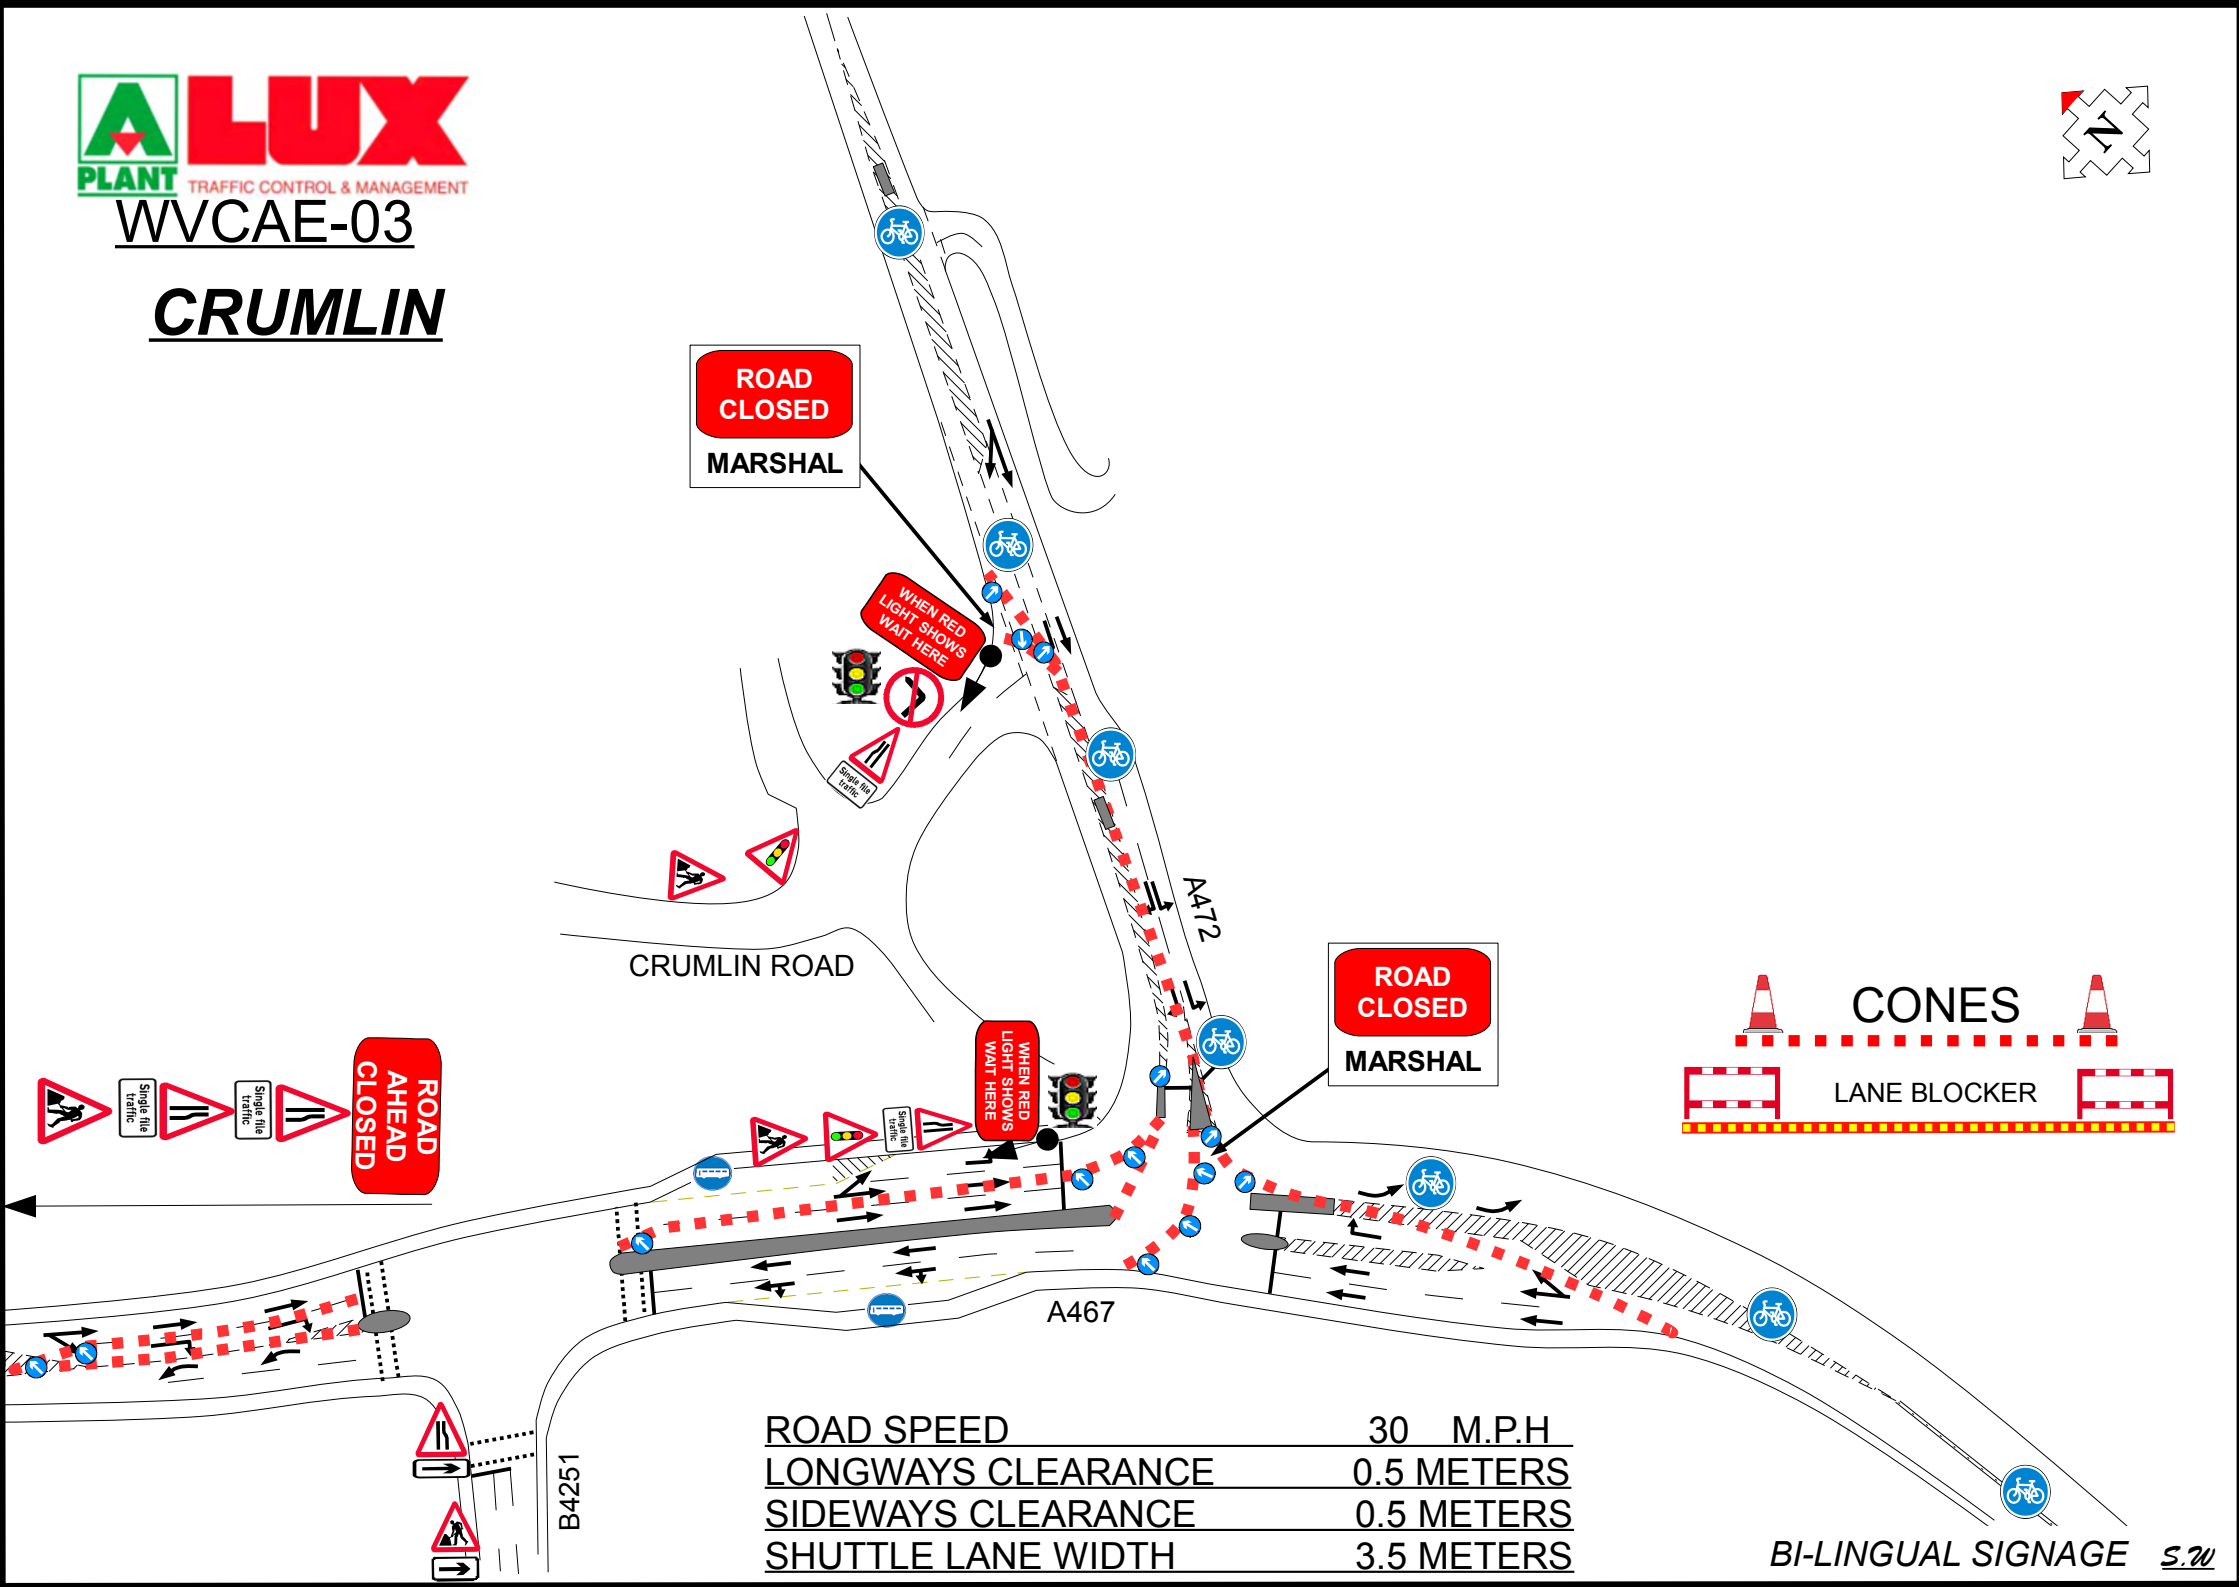 A LUX
PLANT TRAFFIC CONTROL & MANAGEMENT
WVCAE-03
CRUMLIN
N
ROAD
CLOSED
MARSHAL
WHEN RED
LIGHT SHOWS
WAIT HERE
Single file
traffic
A472
CRUMLIN ROAD
ROAD
CLOSED
MARSHAL
CONES
LANE BLOCKER
WHEN RED
LIGHT SHOWS
WAIT HERE
Single file
traffic
Single file
traffic
ROAD
AHEAD
CLOSED
Single file
traffic
A467
B4251
ROAD SPEED 30 M.P.H
LONGWAYS CLEARANCE 0.5 METERS
SIDEWAYS CLEARANCE 0.5 METERS
SHUTTLE LANE WIDTH 3.5 METERS
BI-LINGUAL SIGNAGE S.W